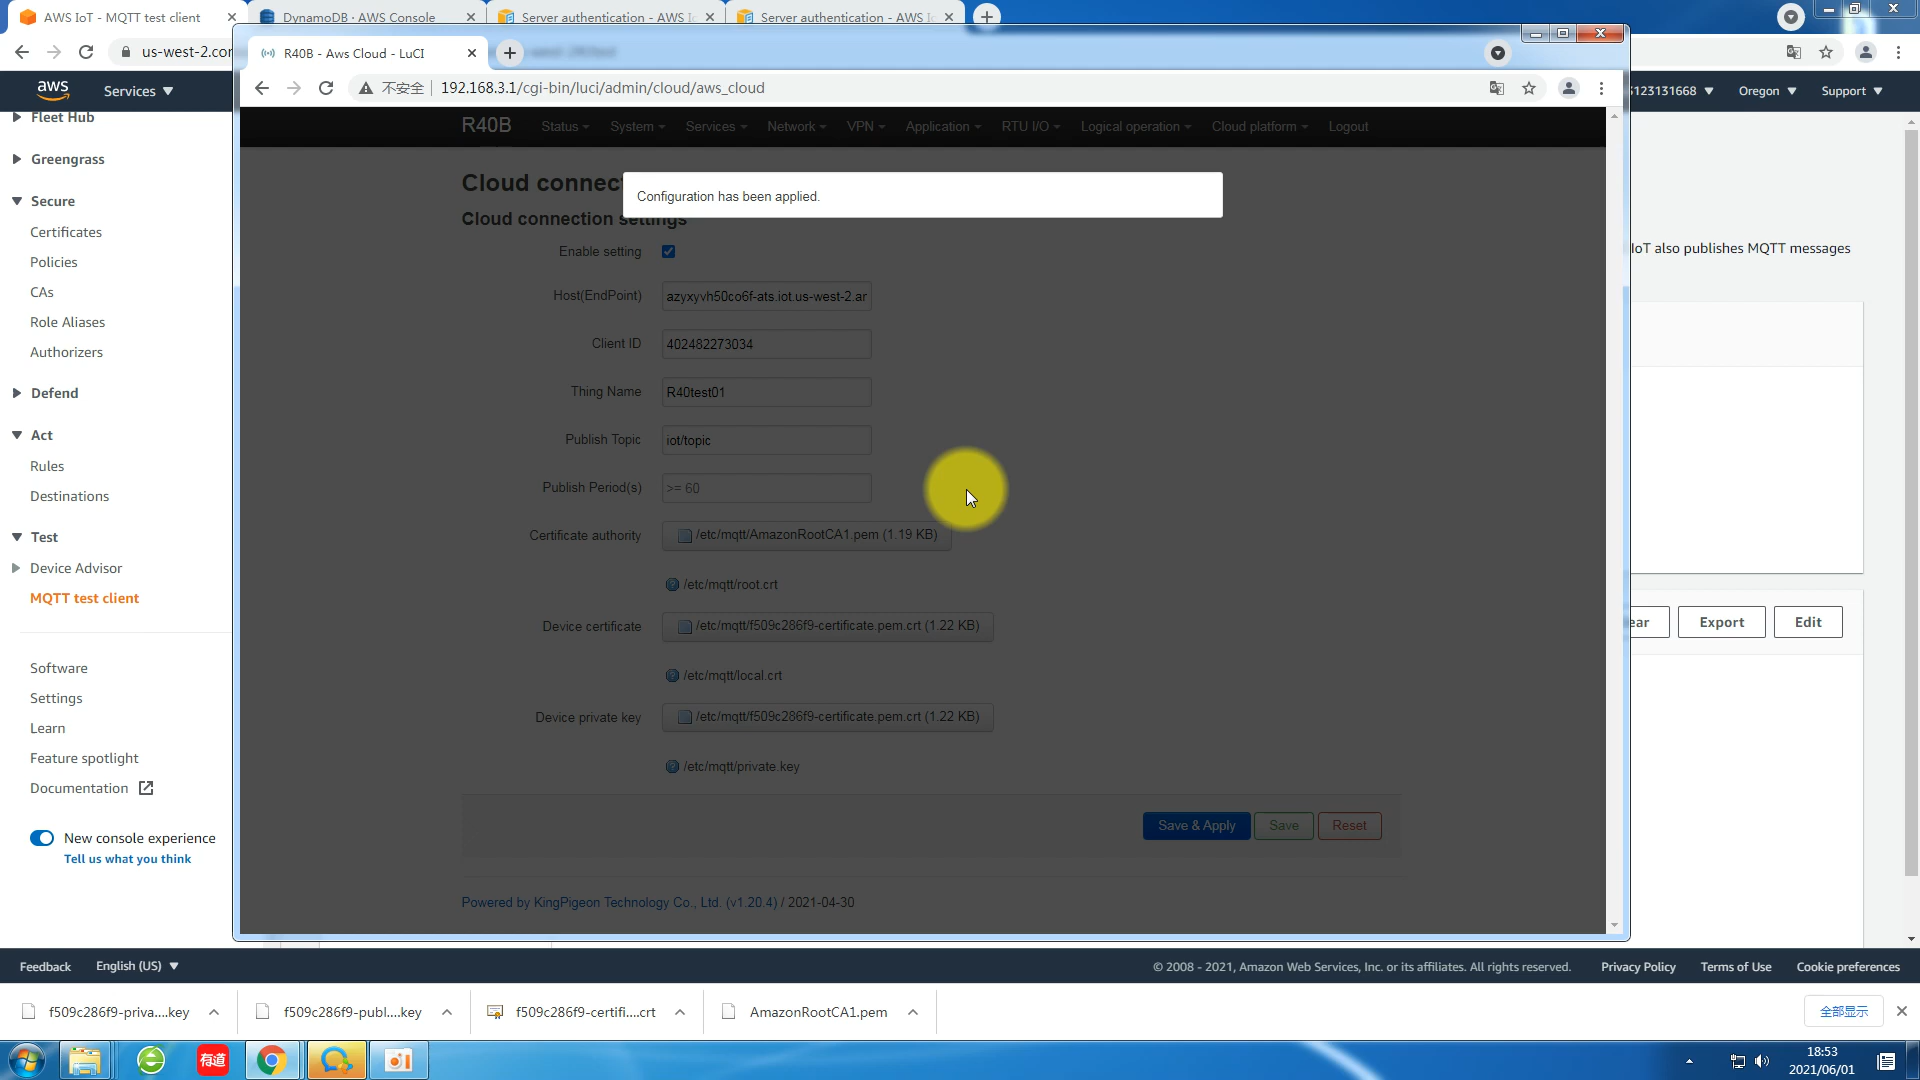 AWS IoT - MQTT test client
DynamoDB · AWS Console
Server authentication - AWS Io
Server authentication - AWS Io
us-west-2.con
R40B - Aws Cloud - LuCI
不安全
192.168.3.1/cgi-bin/luci/admin/cloud/aws_cloud
aws
Services
3123131668
Oregon
Support
Fleet Hub
Greengrass
Secure
Certificates
Policies
CAs
Role Aliases
Authorizers
Defend
Act
Rules
Destinations
Test
Device Advisor
MQTT test client
Software
Settings
Learn
Feature spotlight
Documentation
New console experience
Tell us what you think
R40B
Status
System
Services
Network
VPN
Application
RTU I/O
Logical operation
Cloud platform
Logout
Cloud connec
Configuration has been applied.
Cloud connection settings
Enable setting
Host(EndPoint)
azyxyvh50co6f-ats.iot.us-west-2.ar
Client ID
402482273034
Thing Name
R40test01
Publish Topic
iot/topic
Publish Period(s)
>= 60
Certificate authority
/etc/mqtt/AmazonRootCA1.pem (1.19 KB)
/etc/mqtt/root.crt
Device certificate
/etc/mqtt/f509c286f9-certificate.pem.crt (1.22 KB)
/etc/mqtt/local.crt
Device private key
/etc/mqtt/f509c286f9-certificate.pem.crt (1.22 KB)
/etc/mqtt/private.key
Save & Apply
Save
Reset
Powered by KingPigeon Technology Co., Ltd. (v1.20.4) / 2021-04-30
IoT also publishes MQTT messages
ear
Export
Edit
Feedback
English (US)
© 2008 - 2021, Amazon Web Services, Inc. or its affiliates. All rights reserved.
Privacy Policy
Terms of Use
Cookie preferences
f509c286f9-priva....key
f509c286f9-publ....key
f509c286f9-certifi....crt
AmazonRootCA1.pem
全部显示
有道
18:53
2021/06/01